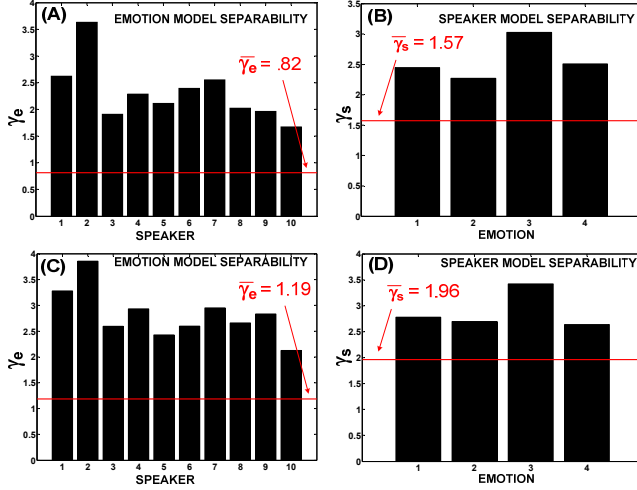 (A) EMOTION MODEL SEPARABILITY
γ̅e = .82
γe
4
3.5
3
2.5
2
1.5
1
0.5
0
1 2 3 4 5 6 7 8 9 10
SPEAKER
(B) SPEAKER MODEL SEPARABILITY
γ̅s = 1.57
γs
3.5
3
2.5
2
1.5
1
0.5
0
1 2 3 4
EMOTION
(C) EMOTION MODEL SEPARABILITY
γ̅e = 1.19
γe
4
3.5
3
2.5
2
1.5
1
0.5
0
1 2 3 4 5 6 7 8 9 10
SPEAKER
(D) SPEAKER MODEL SEPARABILITY
γ̅s = 1.96
γs
4
3.5
3
2.5
2
1.5
1
0.5
0
1 2 3 4
EMOTION